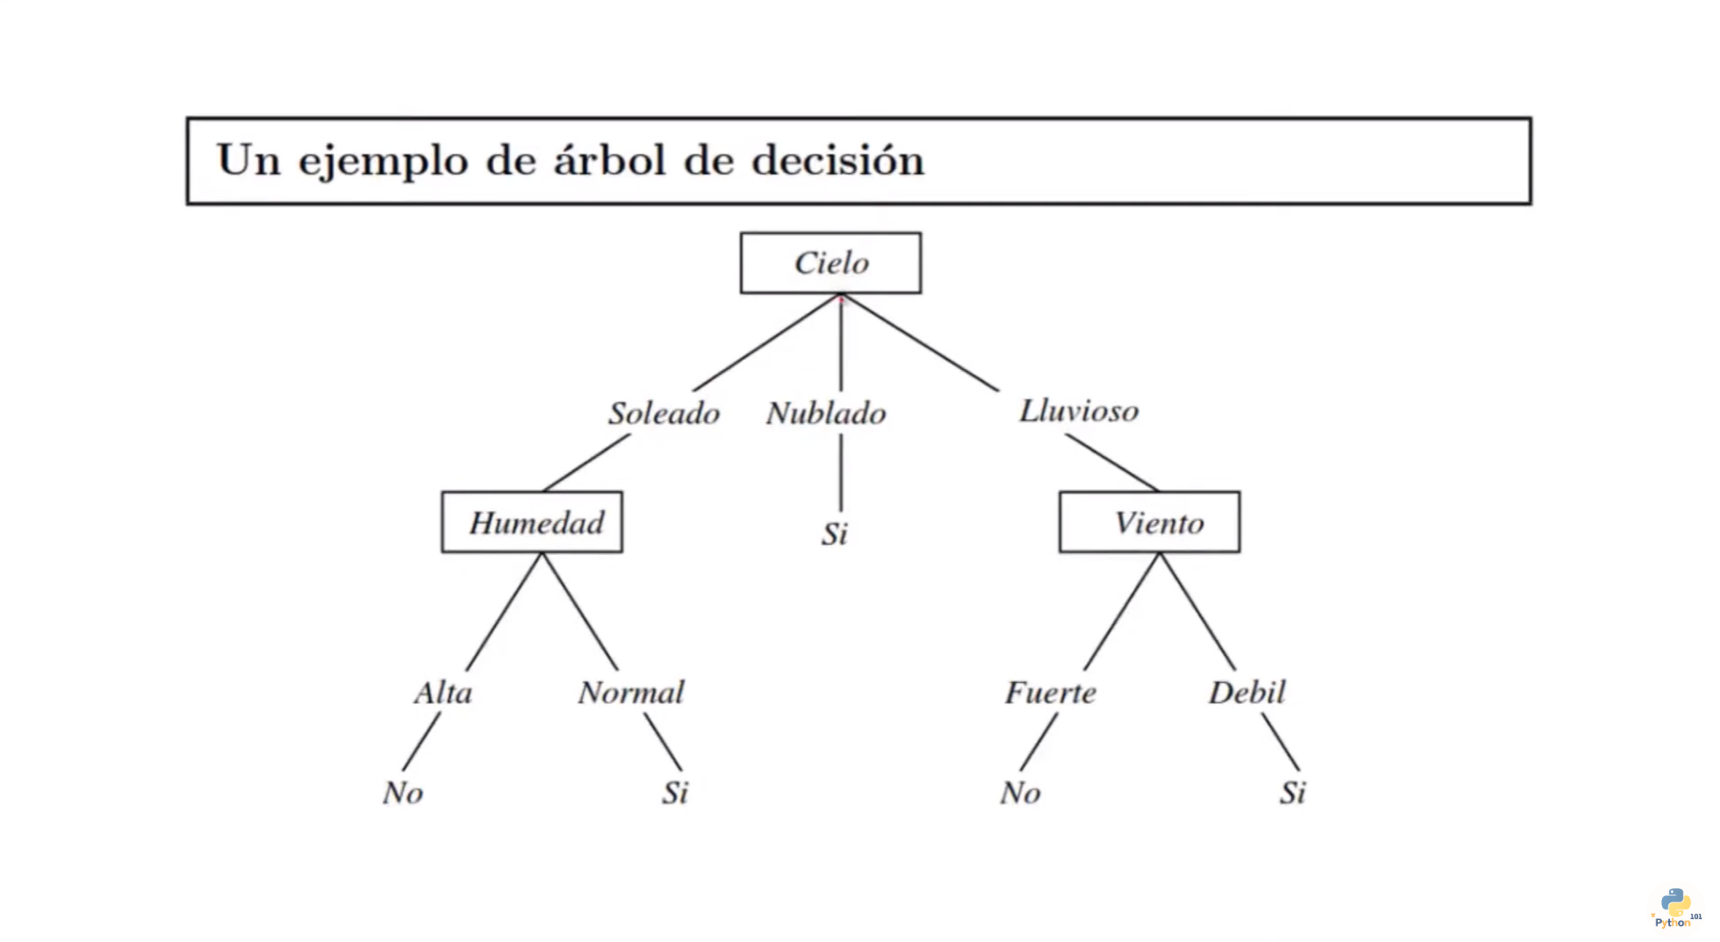 Un ejemplo de árbol de decisión
Cielo
Soleado Nublado Lluvioso
Humedad Si Viento
Alta Normal Fuerte Debil
No Si No Si
Python 101